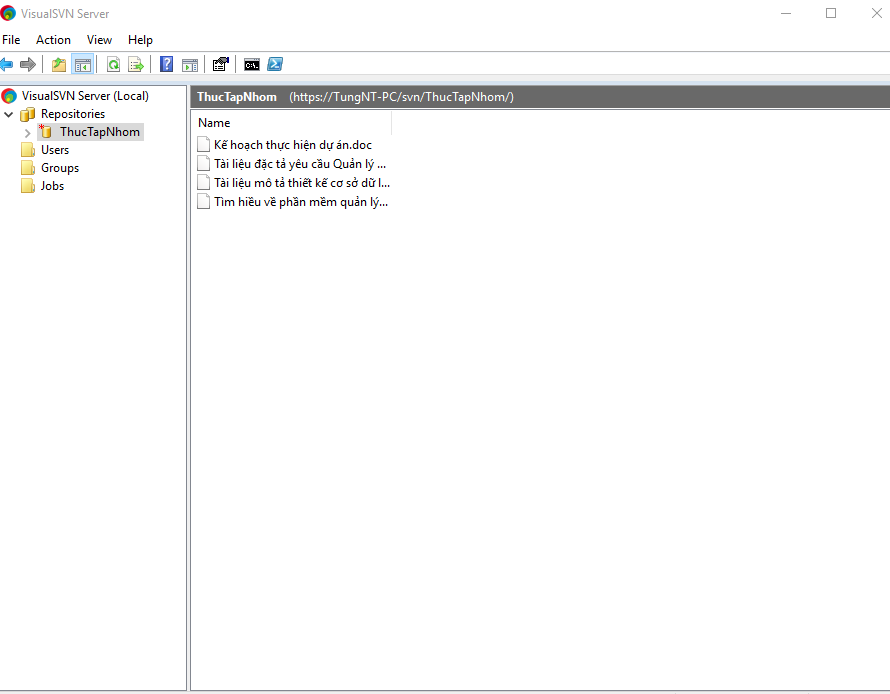 VisualSVN Server
File Action View Help
VisualSVN Server (Local)
Repositories
ThucTapNhom
Users
Groups
Jobs
ThucTapNhom (https://TungNT-PC/svn/ThucTapNhom/)
Name
Kế hoạch thực hiện dự án.doc
Tài liệu đặc tả yêu cầu Quản lý ...
Tài liệu mô tả thiết kế cơ sở dữ l...
Tìm hiều về phần mềm quản lý...